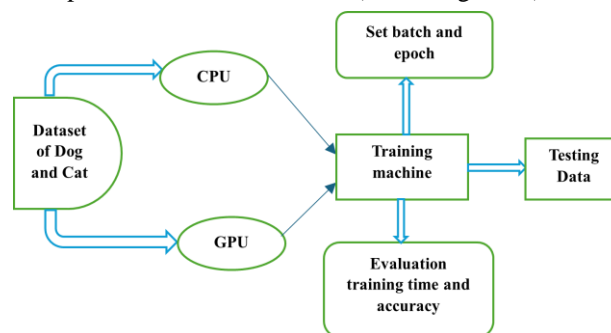 Set batch and
epoch
CPU
Dataset
of Dog
and Cat
Training
machine
Testing
Data
GPU
Evaluation
training time and
accuracy